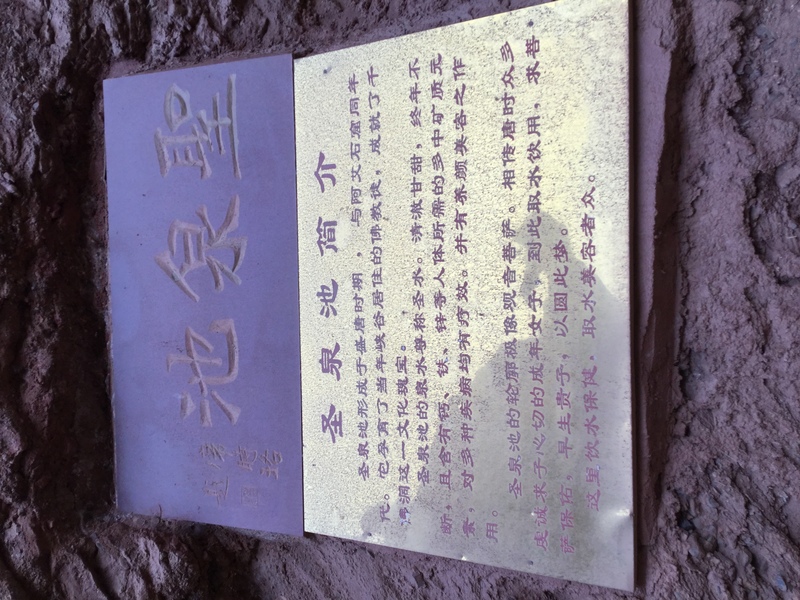 聖泉池
圣泉池简介
圣泉池形成于盛唐时期，与阿艾石窟同年
代。它孕育了当年峡谷居住的佛教徒，成就了千
佛洞这一文化瑰宝。
圣泉池的泉水尊称圣水。清澈甘甜，终年不
断，且含有钙、铁、锌等人体所需的多中矿质元
素，对多种疾病均有疗效。并有养颜美容之作
用。
圣泉池的轮廓极像观音菩萨。相传唐时众多
虔诚求子心切的成年女子，到此取水饮用，求菩
萨保佑，早生贵子，以圆此梦。
这里饮水保健．取水美容者众。